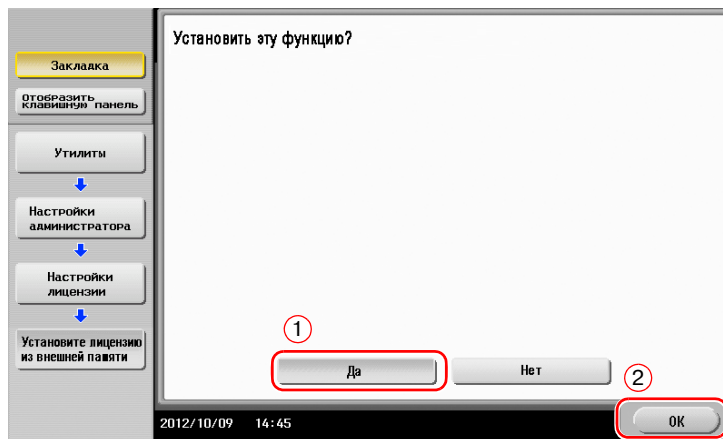 Установить эту функцию?
Закладка
Отобразить
клавишную панель
Утилиты
Настройки
администратора
Настройки
лицензии
Установите лицензию
из внешней памяти
1
Да
Нет
2
2012/10/09 14:45
OK